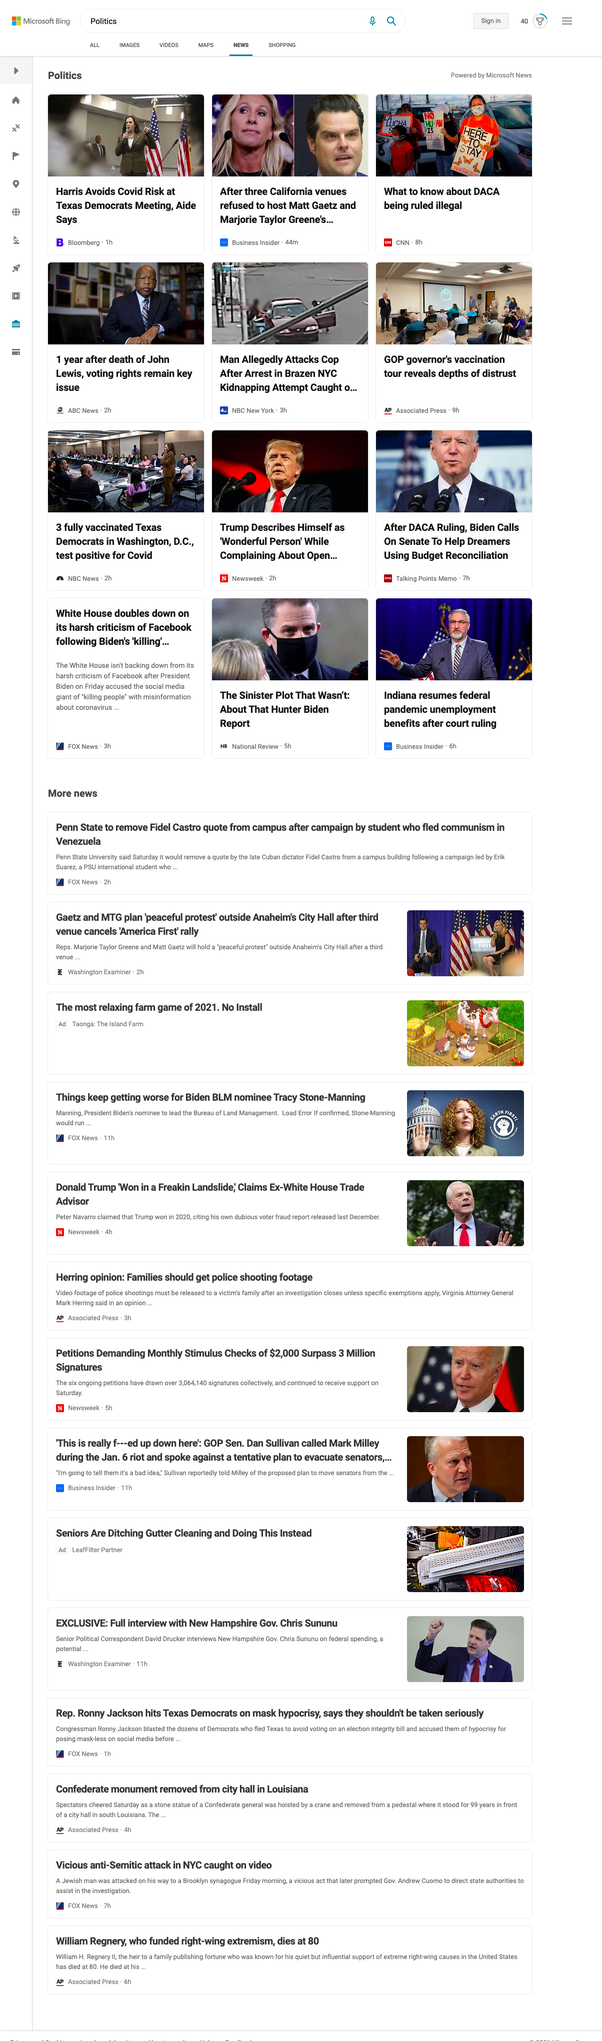 Microsoft Bing
Politics
Sign in
40
ALL
IMAGES
VIDEOS
MAPS
NEWS
SHOPPING
Politics
Powered by Microsoft News
Harris Avoids Covid Risk at
Texas Democrats Meeting, Aide
Says
Bloomberg · 1h
After three California venues
refused to host Matt Gaetz and
Marjorie Taylor Greene's...
Business Insider · 44m
HERE TO STAY!
What to know about DACA
being ruled illegal
CNN · 8h
1 year after death of John
Lewis, voting rights remain key
issue
ABC News · 2h
Man Allegedly Attacks Cop
After Arrest in Brazen NYC
Kidnapping Attempt Caught o...
NBC New York · 3h
GOP governor's vaccination
tour reveals depths of distrust
AP
Associated Press · 9h
3 fully vaccinated Texas
Democrats in Washington, D.C.,
test positive for Covid
NBC News · 2h
Trump Describes Himself as
'Wonderful Person' While
Complaining About Open...
N
Newsweek · 2h
After DACA Ruling, Biden Calls
On Senate To Help Dreamers
Using Budget Reconciliation
Talking Points Memo · 7h
White House doubles down on
its harsh criticism of Facebook
following Biden's 'killing'...
The White House isn't backing down from its
harsh criticism of Facebook after President
Biden on Friday accused the social media
giant of "killing people" with misinformation
about coronavirus ...
FOX News · 3h
The Sinister Plot That Wasn't:
About That Hunter Biden
Report
NR
National Review · 5h
Indiana resumes federal
pandemic unemployment
benefits after court ruling
Business Insider · 6h
More news
Penn State to remove Fidel Castro quote from campus after campaign by student who fled communism in
Venezuela
Penn State University said Saturday it would remove a quote by the late Cuban dictator Fidel Castro from a campus building following a campaign led by Erik
Suarez, a PSU international student who ...
FOX News · 2h
Gaetz and MTG plan 'peaceful protest' outside Anaheim's City Hall after third
venue cancels 'America First' rally
Reps. Marjorie Taylor Greene and Matt Gaetz will hold a "peaceful protest" outside Anaheim's City Hall after a third
venue ...
Washington Examiner · 2h
The most relaxing farm game of 2021. No Install
Ad
Taonga: The Island Farm
Things keep getting worse for Biden BLM nominee Tracy Stone-Manning
Manning, President Biden's nominee to lead the Bureau of Land Management. Load Error If confirmed, Stone-Manning
would run ...
FOX News · 11h
EARTH FIRST!
Donald Trump 'Won in a Freakin Landslide,' Claims Ex-White House Trade
Advisor
Peter Navarro claimed that Trump won in 2020, citing his own dubious voter fraud report released last December.
N
Newsweek · 4h
Herring opinion: Families should get police shooting footage
Video footage of police shootings must be released to a victim's family after an investigation closes unless specific exemptions apply, Virginia Attorney General
Mark Herring said in an opinion ...
AP
Associated Press · 3h
Petitions Demanding Monthly Stimulus Checks of $2,000 Surpass 3 Million
Signatures
The six ongoing petitions have drawn over 3,064,140 signatures collectively, and continued to receive support on
Saturday.
N
Newsweek · 5h
'This is really f---ed up down here': GOP Sen. Dan Sullivan called Mark Milley
during the Jan. 6 riot and spoke against a tentative plan to evacuate senators,...
"I'm going to tell them it's a bad idea," Sullivan reportedly told Milley of the proposed plan to move senators from the ...
Business Insider · 11h
Seniors Are Ditching Gutter Cleaning and Doing This Instead
Ad
LeafFilter Partner
EXCLUSIVE: Full interview with New Hampshire Gov. Chris Sununu
Senior Political Correspondent David Drucker interviews New Hampshire Gov. Chris Sununu on federal spending, a
potential ...
Washington Examiner · 11h
Rep. Ronny Jackson hits Texas Democrats on mask hypocrisy, says they shouldn't be taken seriously
Congressman Ronny Jackson blasted the dozens of Democrats who fled Texas to avoid voting on an election integrity bill and accused them of hypocrisy for
posing mask-less on social media before ...
FOX News · 1h
Confederate monument removed from city hall in Louisiana
Spectators cheered Saturday as a stone statue of a Confederate general was hoisted by a crane and removed from a pedestal where it stood for 99 years in front
of a city hall in south Louisiana. The ...
AP
Associated Press · 4h
Vicious anti-Semitic attack in NYC caught on video
A Jewish man was attacked on his way to a Brooklyn synagogue Friday morning, a vicious act that later prompted Gov. Andrew Cuomo to direct state authorities to
assist in the investigation.
FOX News · 7h
William Regnery, who funded right-wing extremism, dies at 80
William H. Regnery II, the heir to a family publishing fortune who was known for his quiet but influential support of extreme right-wing causes in the United States
has died at 80. He died at his ...
AP
Associated Press · 6h